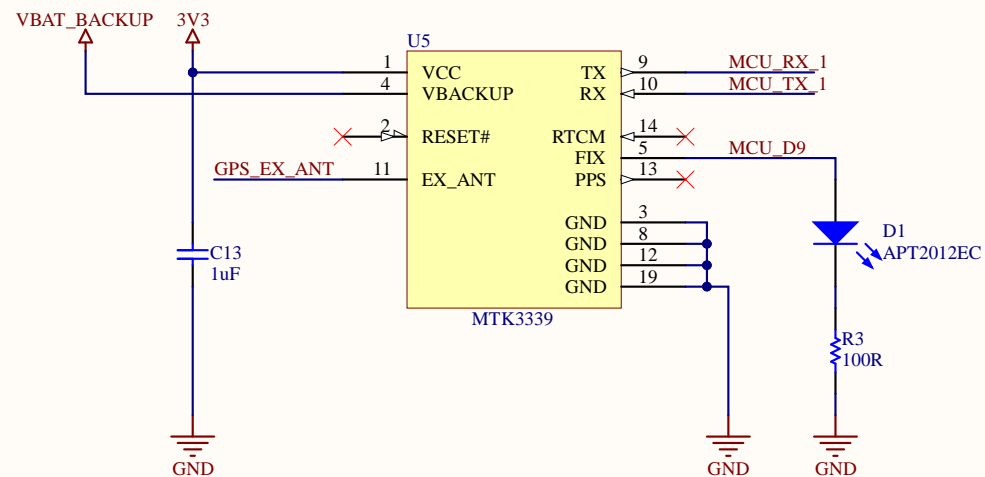 VBAT_BACKUP 3V3
U5
1 VCC TX 9 MCU_RX_1
4 VBACKUP RX 10 MCU_TX_1
2 RESET# RTCM 14
FIX 5 MCU_D9
11 EX_ANT PPS 13
GPS_EX_ANT
GND 3
GND 8
GND 12
GND 19
MTK3339
C13
1uF
D1
APT2012EC
R3
100R
GND GND GND